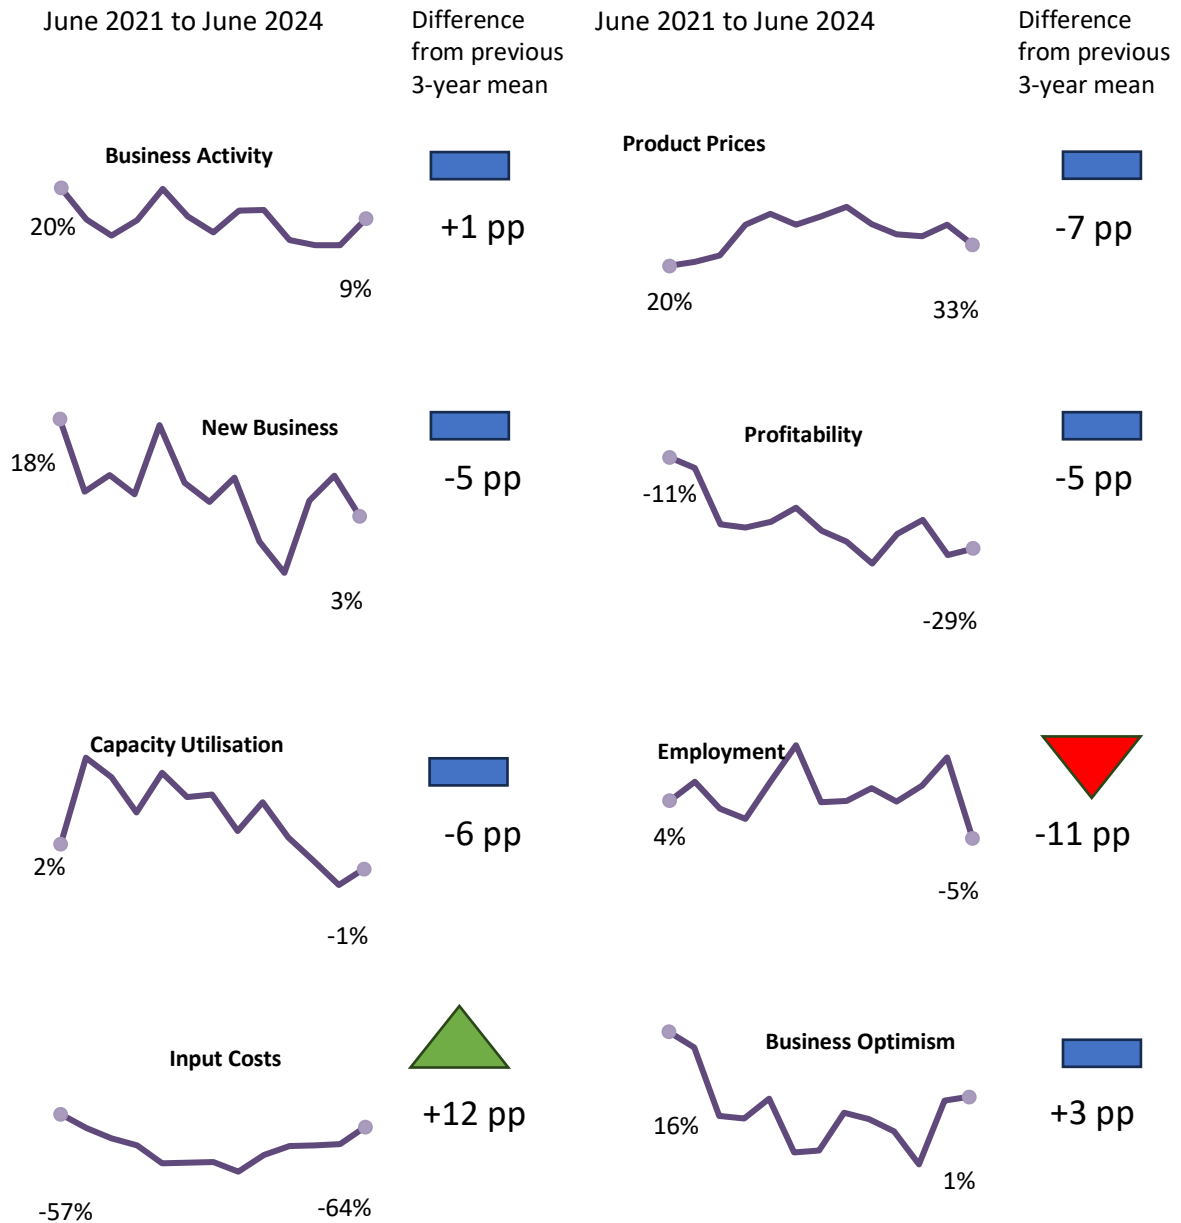 June 2021 to June 2024
Difference
from previous
3-year mean
June 2021 to June 2024
Difference
from previous
3-year mean
Business Activity
20%
9%
+1 pp
Product Prices
20%
33%
-7 pp
New Business
18%
3%
-5 pp
Profitability
-11%
-29%
-5 pp
Capacity Utilisation
2%
-1%
-6 pp
Employment
4%
-5%
-11 pp
Input Costs
-57%
-64%
+12 pp
Business Optimism
16%
1%
+3 pp